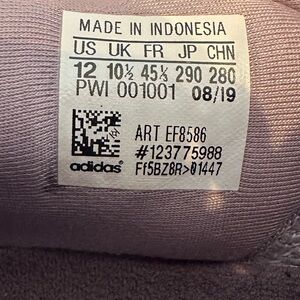 MADE IN INDONESIA
US UK FR JP CHN
12 10½ 45⅓ 290 280
PWI 001001 08/19
ART EF8586
#123775988
adidas Ff5BZ8R>01447